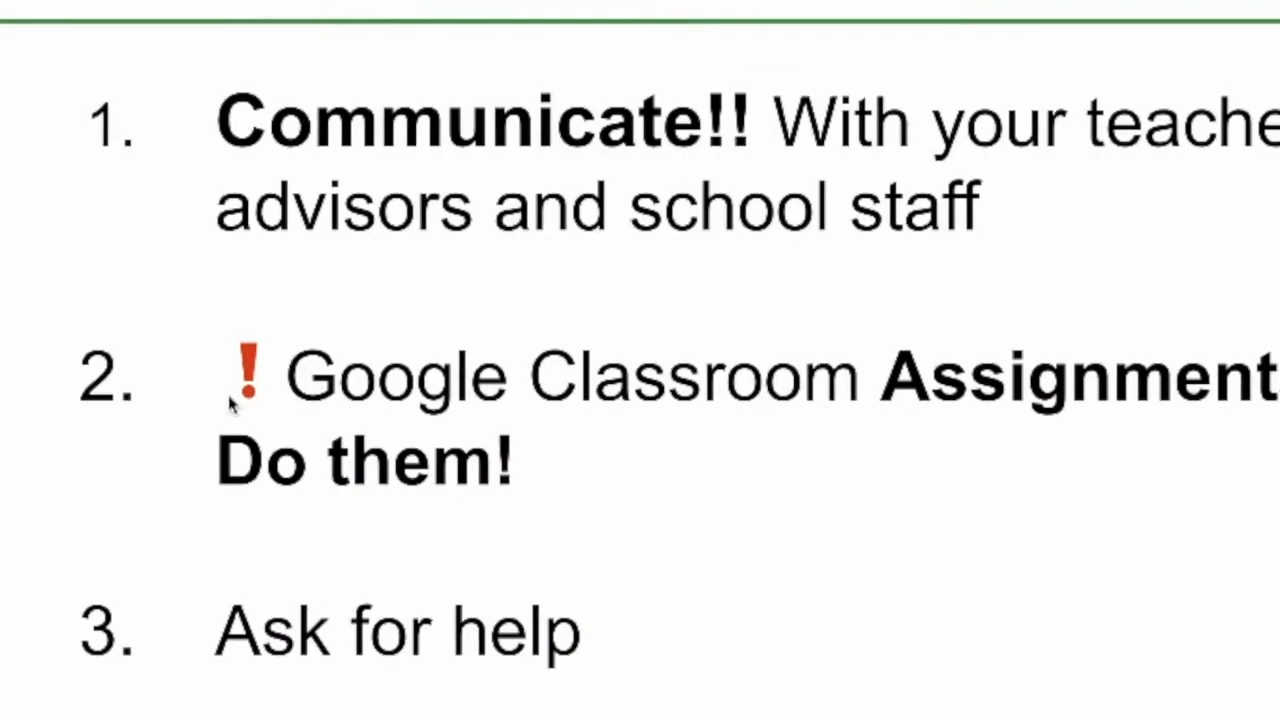 1. Communicate!! With your teache
advisors and school staff
2. ❗ Google Classroom Assignment
Do them!
3. Ask for help